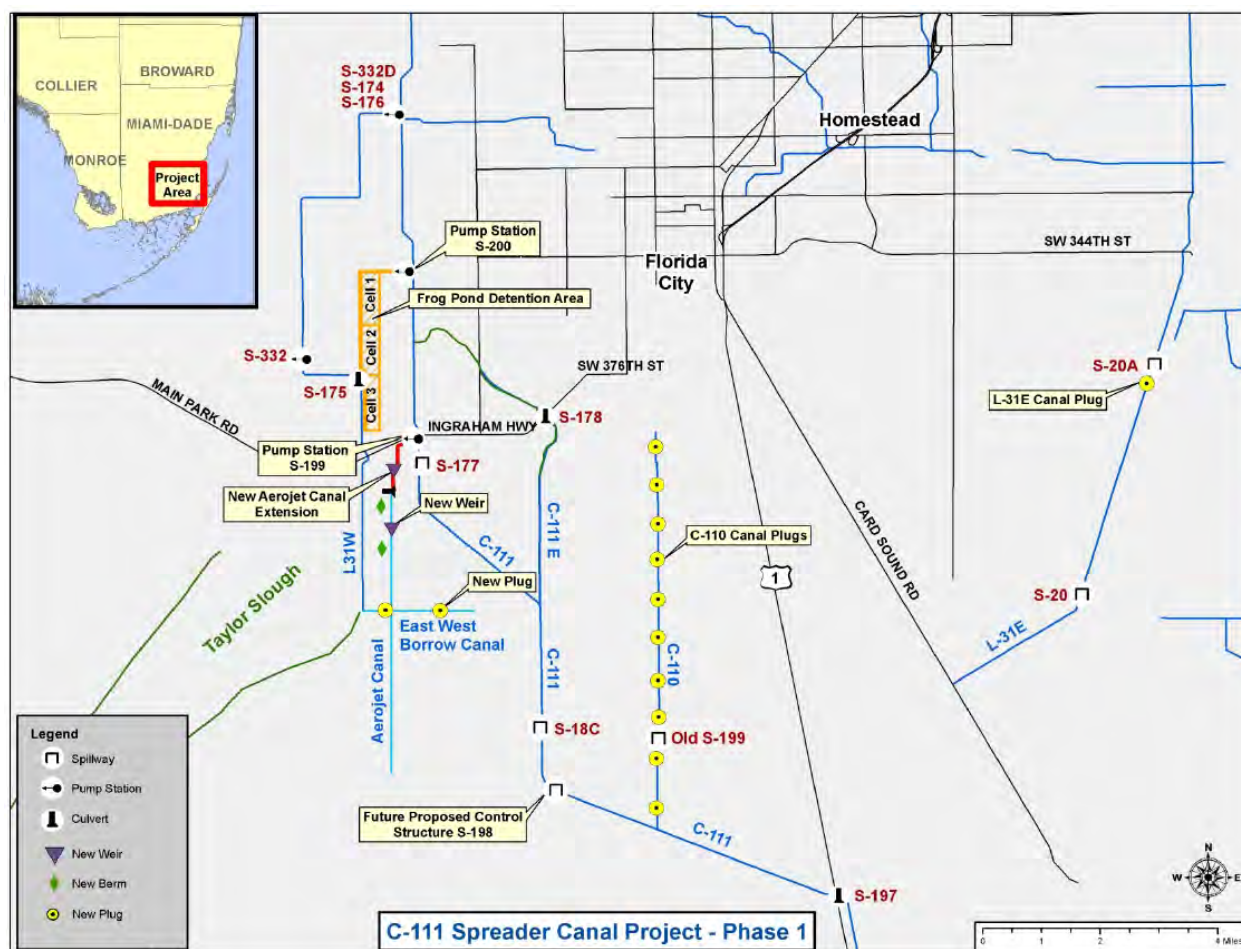 COLLIER
BROWARD
MIAMI-DADE
MONROE
Project
Area
S-332D
S-174
S-176
Homestead
Pump Station
S-200
SW 344TH ST
Florida
City
Cell 1
Frog Pond Detention Area
Cell 2
S-332
SW 376TH ST
S-20A
S-175
Cell 3
MAIN PARK RD
L-31E Canal Plug
INGRAHAM HWY
S-178
Pump Station
S-199
S-177
New Aerojet Canal
Extension
New Weir
C-111 E
C-110 Canal Plugs
CARD SOUND RD
L31W
C-111
1
New Plug
S-20
Taylor Slough
East West
Borrow Canal
L-31E
Aerojet Canal
C-111
C-110
S-18C
Old S-199
Legend
Spillway
Pump Station
Culvert
New Weir
New Berm
New Plug
Future Proposed Control
Structure S-198
C-111
S-197
N
W
E
S
C-111 Spreader Canal Project - Phase 1
0
1
2
4 Miles